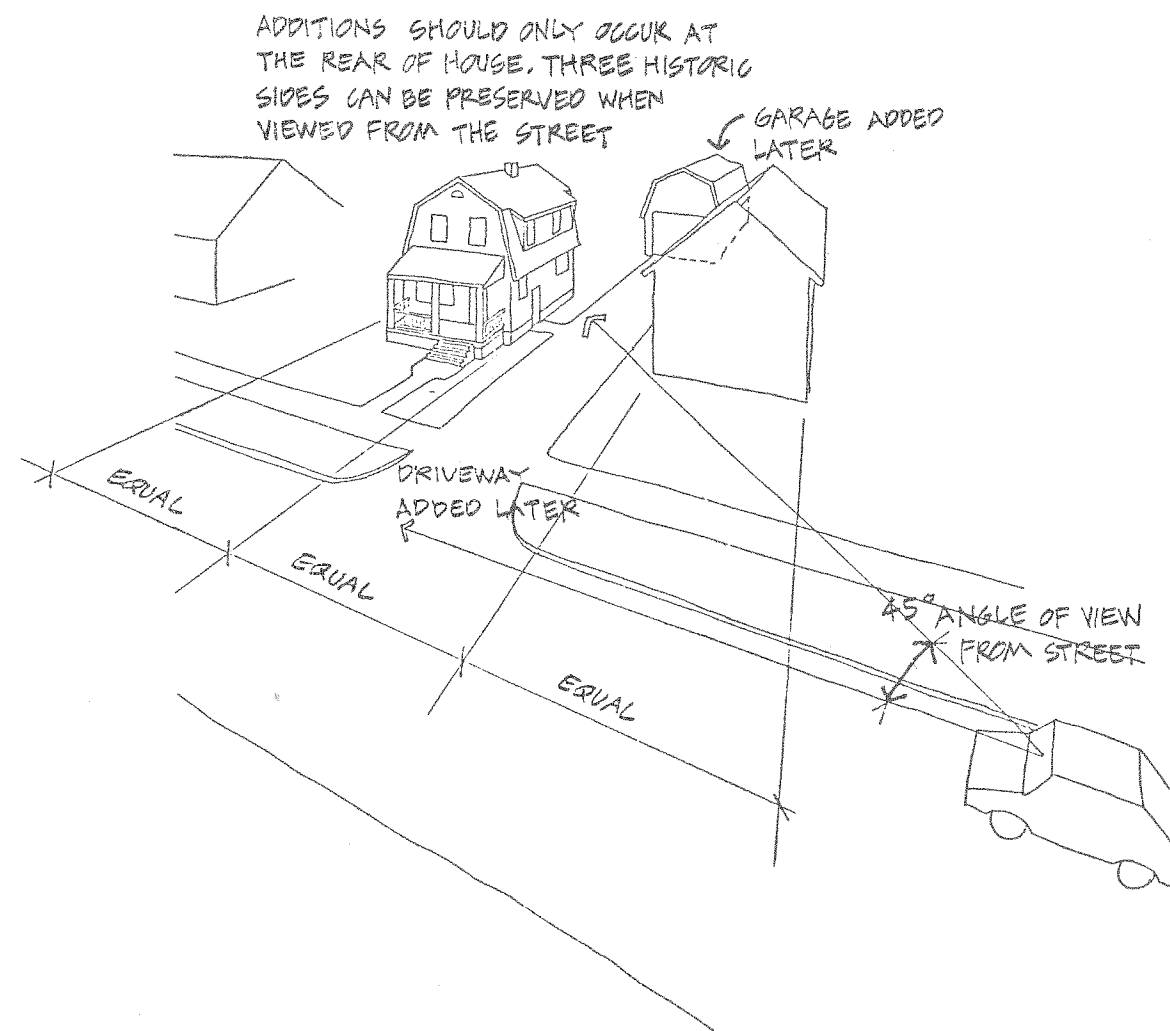 ADDITIONS SHOULD ONLY OCCUR AT
THE REAR OF HOUSE. THREE HISTORIC
SIDES CAN BE PRESERVED WHEN
VIEWED FROM THE STREET
GARAGE ADDED
LATER
EQUAL
DRIVEWAY
ADDED LATER
EQUAL
45° ANGLE OF VIEW
FROM STREET
EQUAL